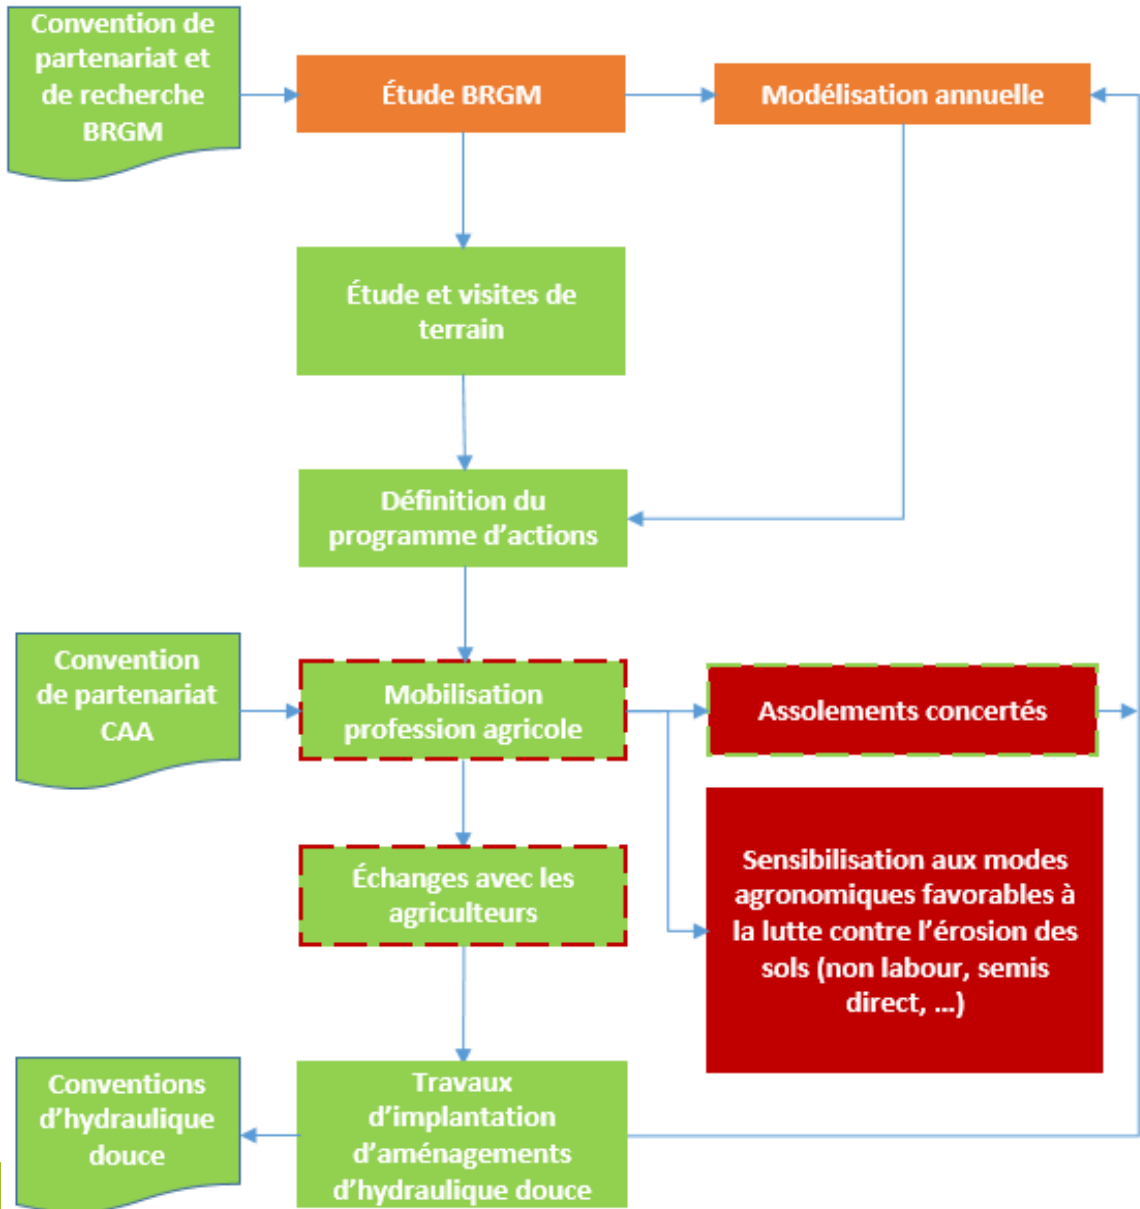 Convention de
partenariat et
de recherche
BRGM
Étude BRGM
Modélisation annuelle
Étude et visites de
terrain
Définition du
programme d'actions
Convention
de partenariat
CAA
Mobilisation
profession agricole
Assolements concertés
Échanges avec les
agriculteurs
Sensibilisation aux modes
agronomiques favorables à
la lutte contre l'érosion des
sols (non labour, semis
direct, ...)
Conventions
d'hydraulique
douce
Travaux
d'implantation
d'aménagements
d'hydraulique douce